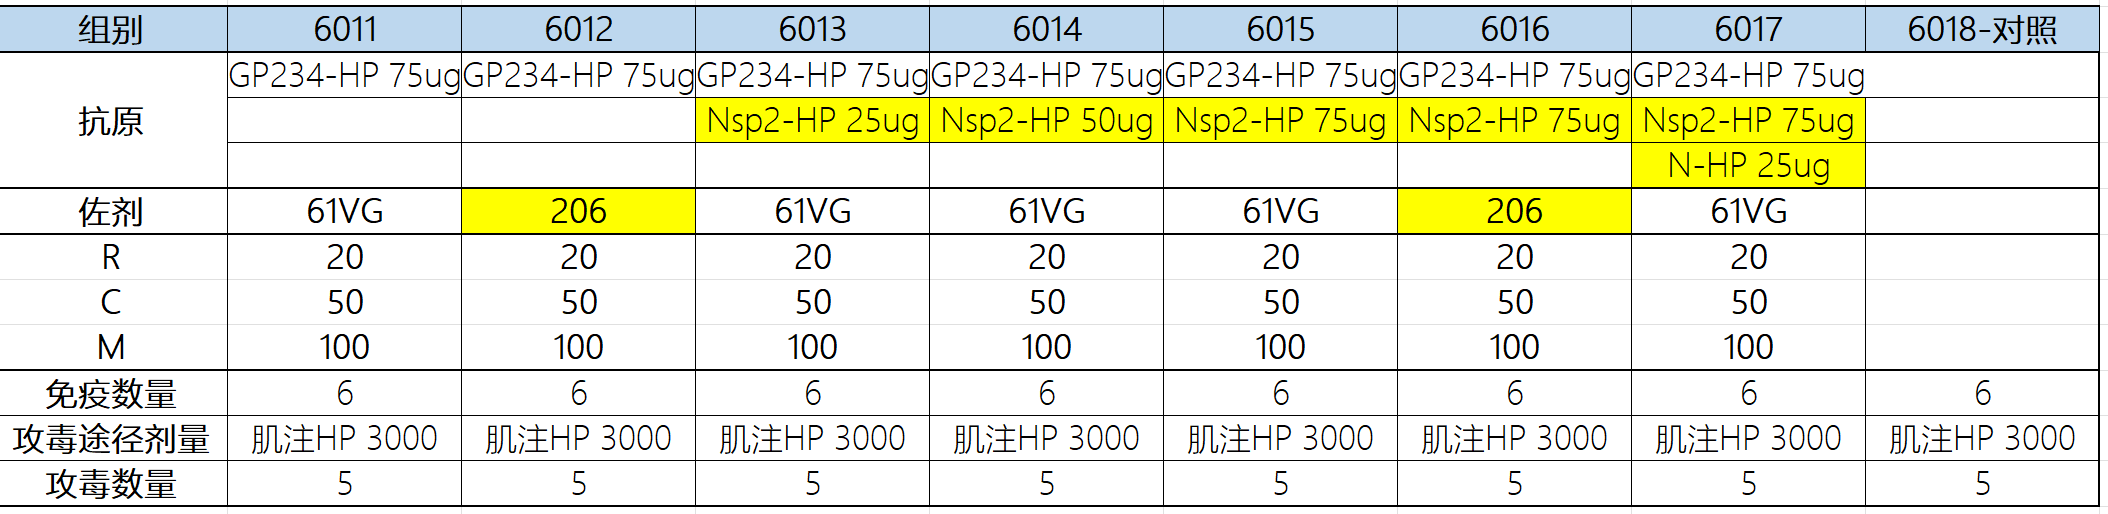 组别 6011 6012 6013 6014 6015 6016 6017 6018-对照
GP234-HP 75ug GP234-HP 75ug GP234-HP 75ug GP234-HP 75ug GP234-HP 75ug GP234-HP 75ug GP234-HP 75ug
抗原 Nsp2-HP 25ug Nsp2-HP 50ug Nsp2-HP 75ug Nsp2-HP 75ug Nsp2-HP 75ug
N-HP 25ug
佐剂 61VG 206 61VG 61VG 61VG 206 61VG
R 20 20 20 20 20 20 20
C 50 50 50 50 50 50 50
M 100 100 100 100 100 100 100
免疫数量 6 6 6 6 6 6 6 6
攻毒途径剂量 肌注HP 3000 肌注HP 3000 肌注HP 3000 肌注HP 3000 肌注HP 3000 肌注HP 3000 肌注HP 3000 肌注HP 3000
攻毒数量 5 5 5 5 5 5 5 5